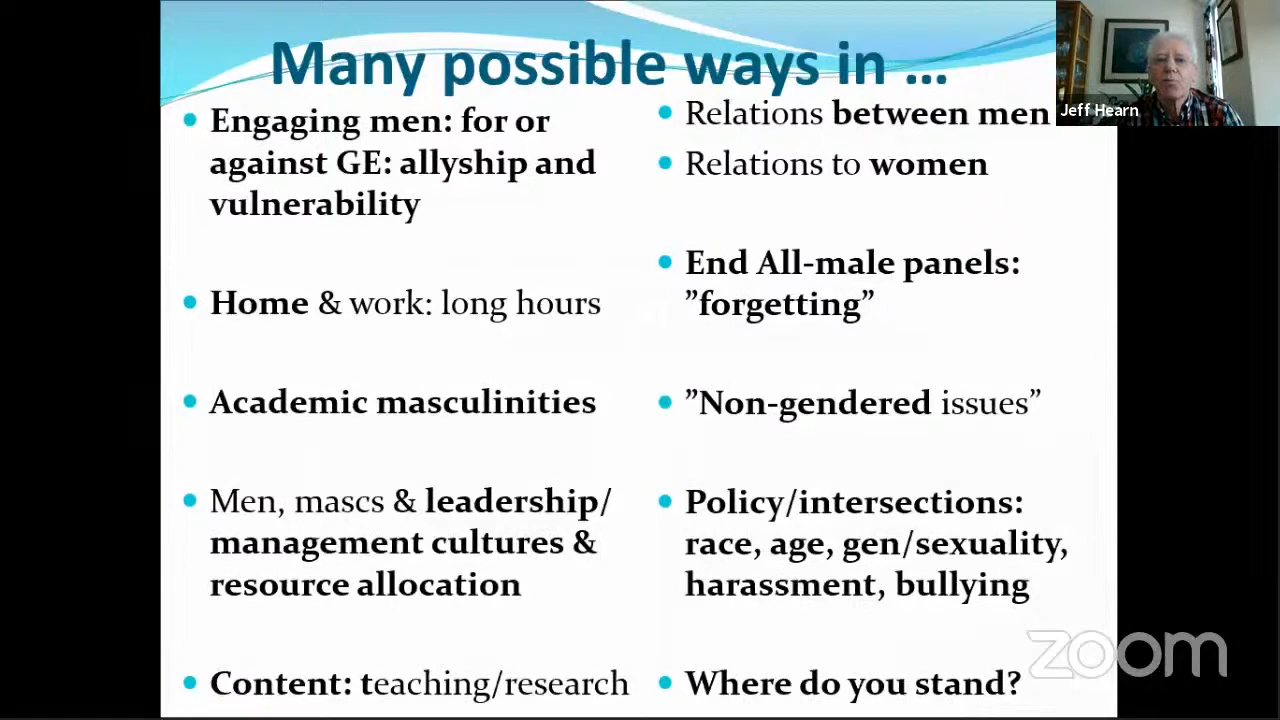 Many possible ways in ...
Engaging men: for or
against GE: allyship and
vulnerability
Home & work: long hours
Academic masculinities
Men, mascs & leadership/
management cultures &
resource allocation
Content: teaching/research
Relations between men
Relations to women
End All-male panels:
”forgetting”
”Non-gendered issues”
Policy/intersections:
race, age, gen/sexuality,
harassment, bullying
Where do you stand?
Jeff Hearn
zoom